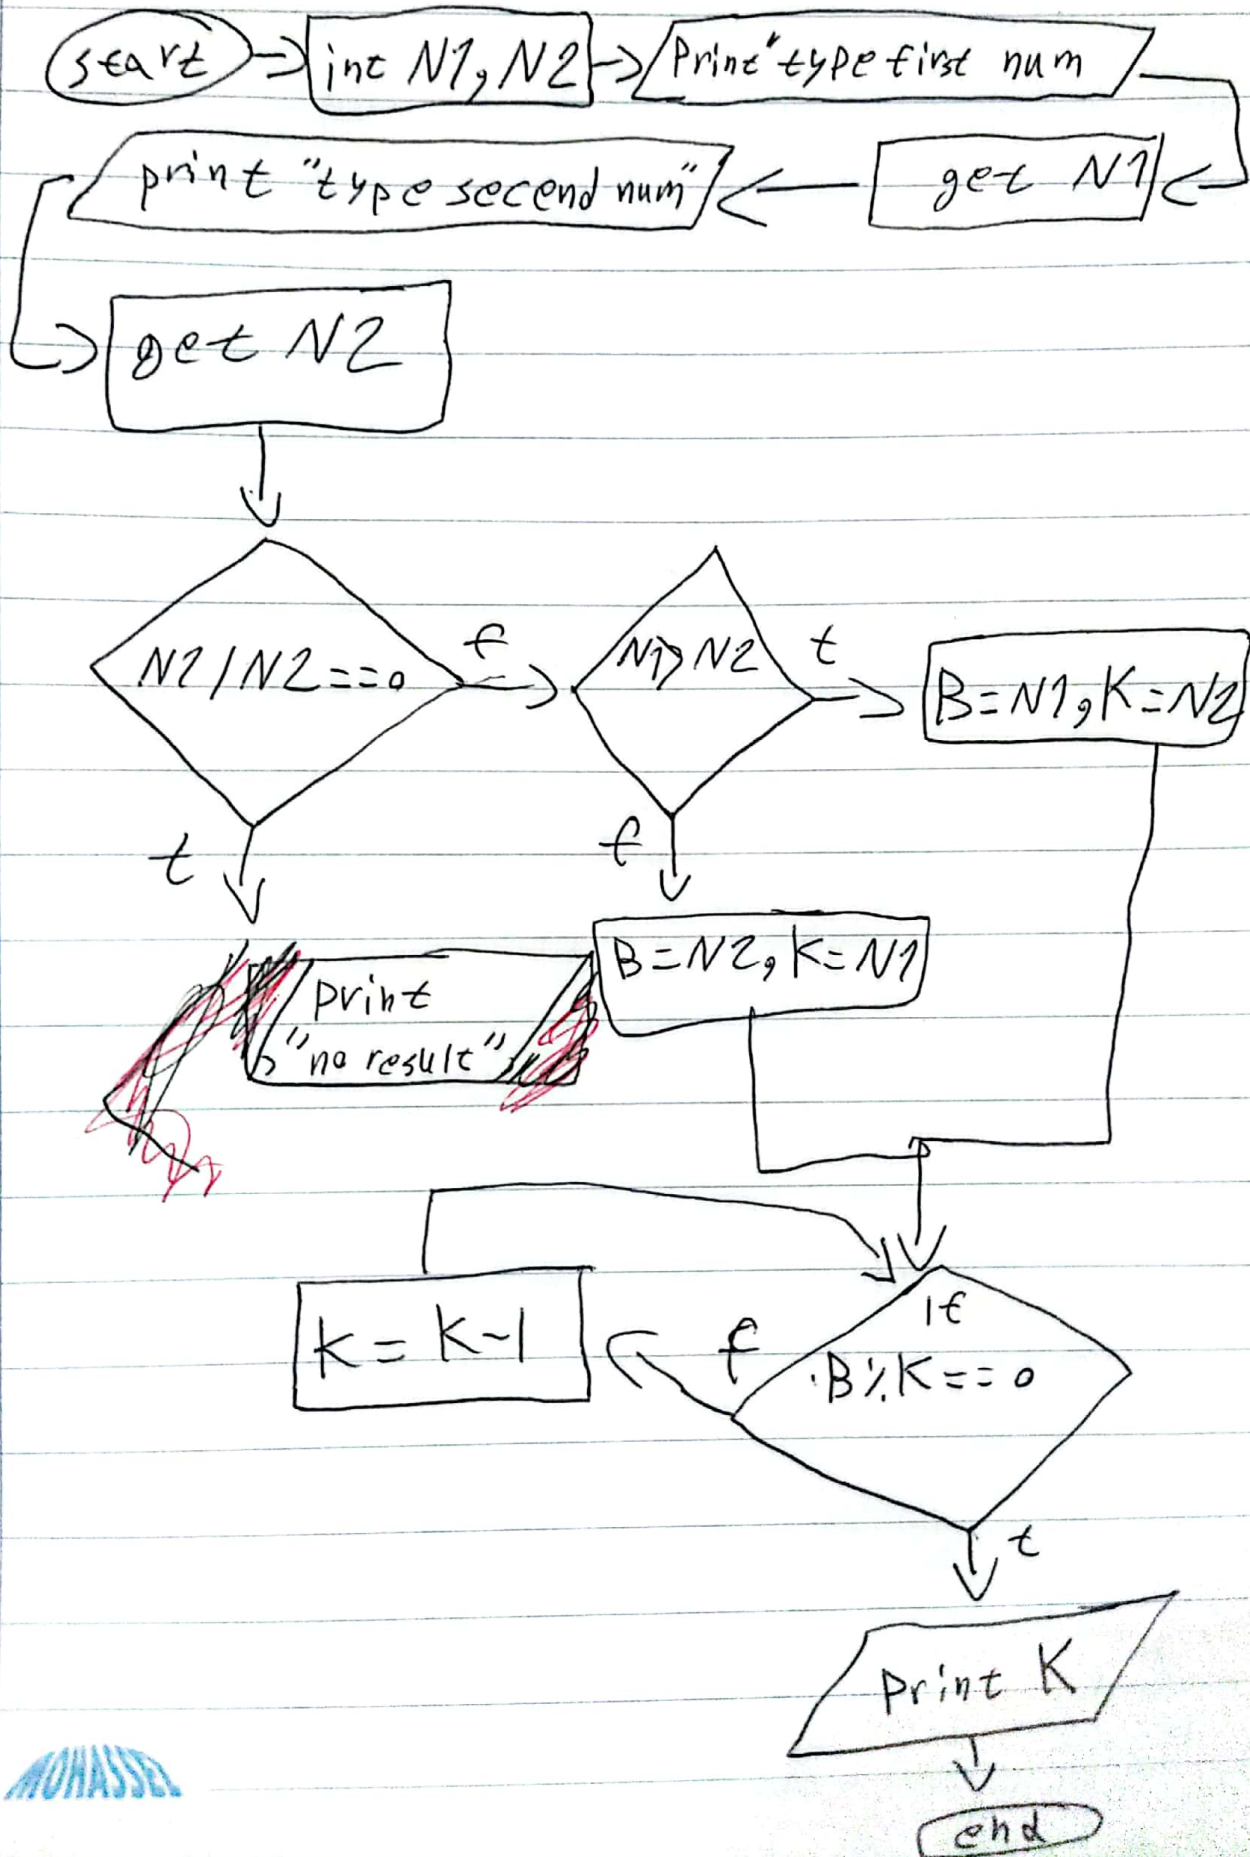 start
int N1, N2
Print "type first num
get N1
print "type secend num"
get N2
N2/N2==0
f
N1>N2
t
B=N1, K=N2
t
f
print
"no result"
B=N2, K=N1
if
B%K==0
f
K=K-1
t
print K
end
MOHASSEL